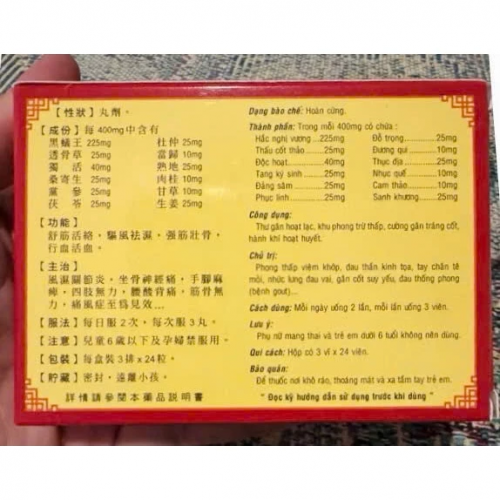 【性狀】丸劑。
【成份】每400mg中含有
黑蟻王 225mg 杜仲 25mg
透骨草 25mg 當歸 10mg
獨活 40mg 熟地 25mg
桑寄生 25mg 肉桂 10mg
黨參 25mg 甘草 10mg
茯苓 25mg 生姜 25mg
【功能】
舒筋活絡，驅風祛濕，强筋壯骨，
行血活血。
【主治】
風濕關節炎，坐骨神經痛，手腳麻
痺，四肢無力，腰酸背痛，筋骨無
力，痛風症至爲見效…
【服法】每日服2次，每次服3丸。
【注意】兒童6歲以下及孕婦禁服用。
【包裝】每盒裝3排x24粒。
【貯藏】密封，遠離小孩。
詳情請參閱本藥品説明書
Dạng bào chế: Hoàn cứng.
Thành phần: Trong mỗi 400mg có chứa :
Hắc nghị vương ... 225mg Đỗ trọng 25mg
Thấu cốt thảo 25mg Đương qui 10mg
Độc hoạt 40mg Thục địa 25mg
Tang ký sinh 25mg Nhục quế 10mg
Đảng sâm 25mg Cam thảo 10mg
Phục linh 25mg Sanh khương 25mg
Công dụng:
Thư gân hoạt lạc, khu phong trừ thấp, cường gân tráng cốt,
hành khí hoạt huyết.
Chủ trị:
Phong thấp viêm khớp, đau thần kinh tọa, tay chân tê
mỏi, nhức lưng đau vai, gân cốt suy yếu, đau thống phong
(bệnh gout)...
Cách dùng: Mỗi ngày uống 2 lần, mỗi lần uống 3 viên.
Lưu ý:
Phụ nữ mang thai và trẻ em dưới 6 tuổi không nên dùng.
Qui cách: Hộp có 3 vĩ x 24 viên.
Bảo quản:
Để thuốc nơi khô ráo, thoáng mát và xa tầm tay trẻ em.
" Đọc kỹ hướng dẫn sử dụng trước khi dùng "